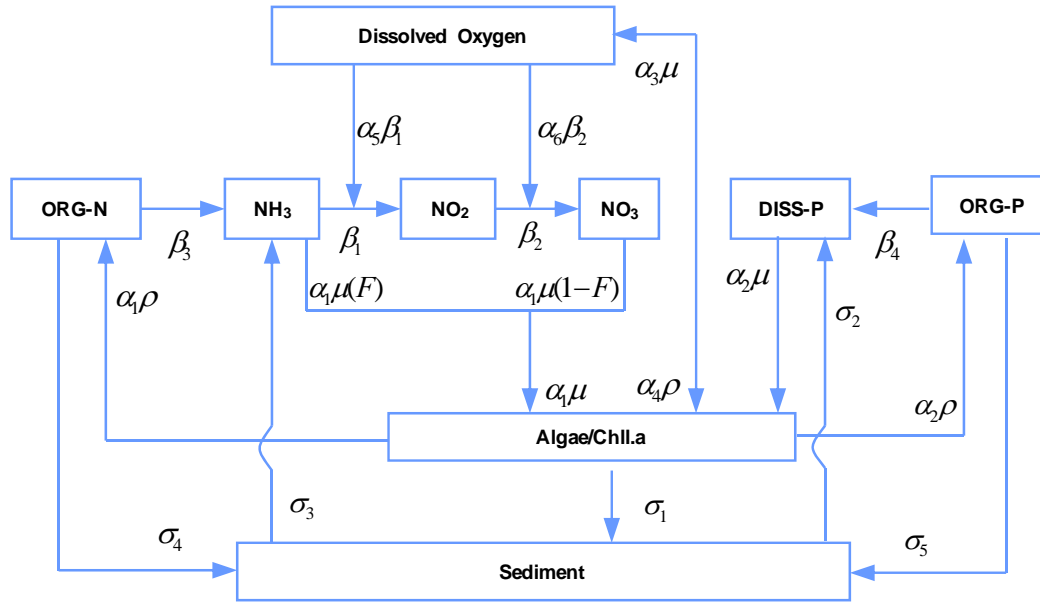 Dissolved Oxygen
α₃μ
α₅β₁
α₆β₂
ORG-N
NH₃
NO₂
NO₃
DISS-P
ORG-P
β₃
β₁
β₂
β₄
α₁ρ
α₁μ(F)
α₁μ(1−F)
α₂μ
σ₂
α₁μ
α₄ρ
α₂ρ
Algae/Chll.a
σ₃
σ₁
σ₄
σ₅
Sediment